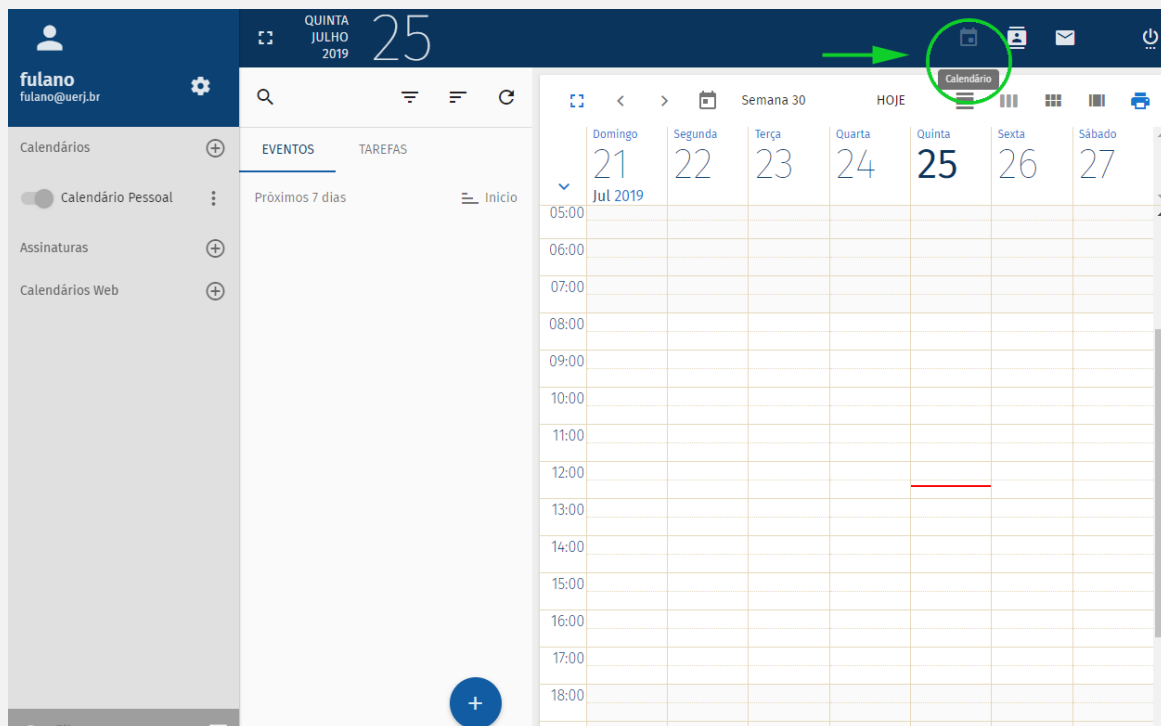 QUINTA
JULHO
2019
25
fulano
fulano@uerj.br
Calendário
Semana 30
HOJE
Calendários
EVENTOS
TAREFAS
Calendário Pessoal
Próximos 7 dias
Inicio
Assinaturas
Calendários Web
Domingo
Segunda
Terça
Quarta
Quinta
Sexta
Sábado
21
22
23
24
25
26
27
Jul 2019
05:00
06:00
07:00
08:00
09:00
10:00
11:00
12:00
13:00
14:00
15:00
16:00
17:00
18:00